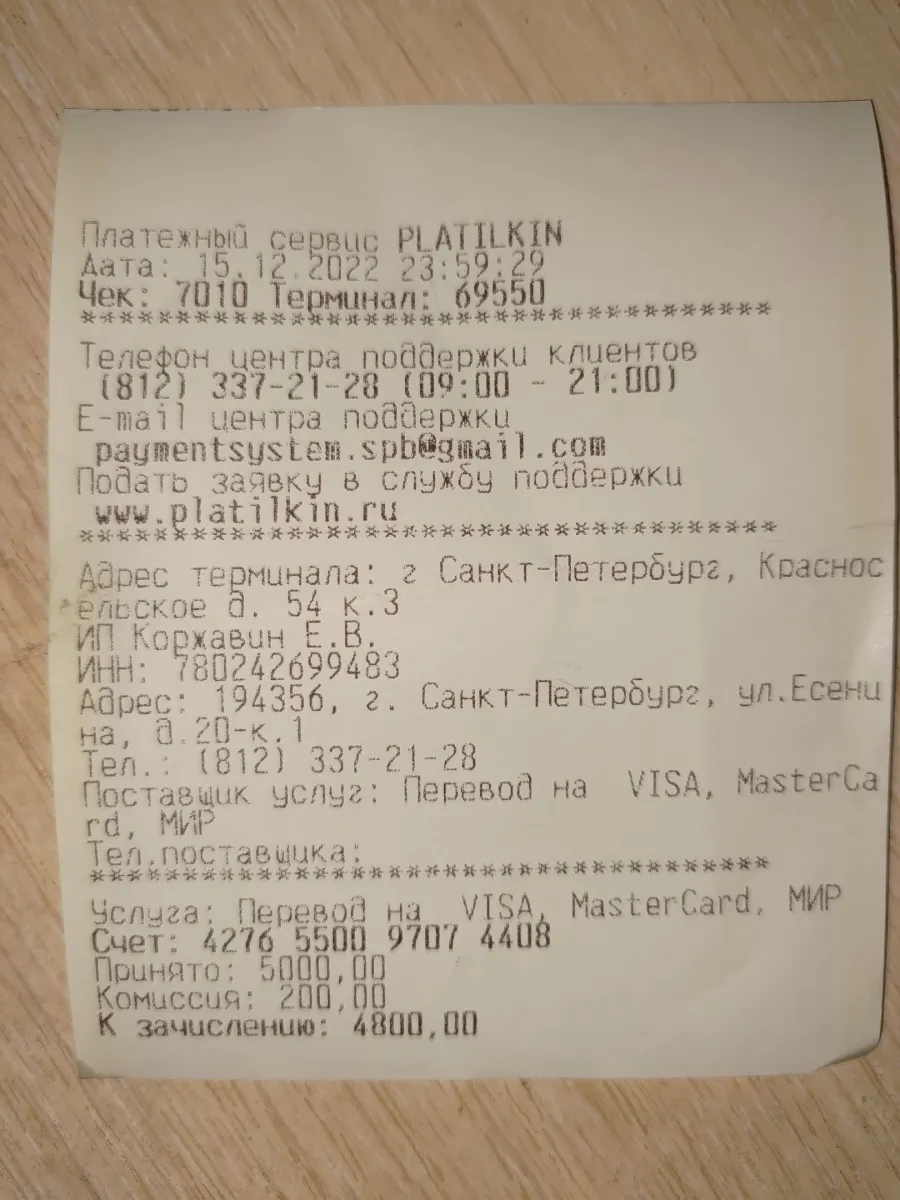 Платежный сервис PLATILKIN
Дата: 15.12.2022 23:59:29
Чек: 7010 Терминал: 69550
*************************************
Телефон центра поддержки клиентов
(812) 337-21-28 (09:00 - 21:00)
E-mail центра поддержки
paymentsystem.spb@gmail.com
Подать заявку в службу поддержки
www.platilkin.ru
*************************************
Адрес терминала: г Санкт-Петербург, Краснос
ельское д. 54 к.3
ИП Коржавин Е.В.
ИНН: 780242699483
Адрес: 194356, г. Санкт-Петербург, ул.Есени
на, д.20-к.1
Тел.: (812) 337-21-28
Поставщик услуг: Перевод на VISA, MasterCa
rd, МИР
Тел.поставщика:
*************************************
Услуга: Перевод на VISA, MasterCard, МИР
Счет: 4276 5500 9707 4408
Принято: 5000,00
Комиссия: 200,00
К зачислению: 4800,00